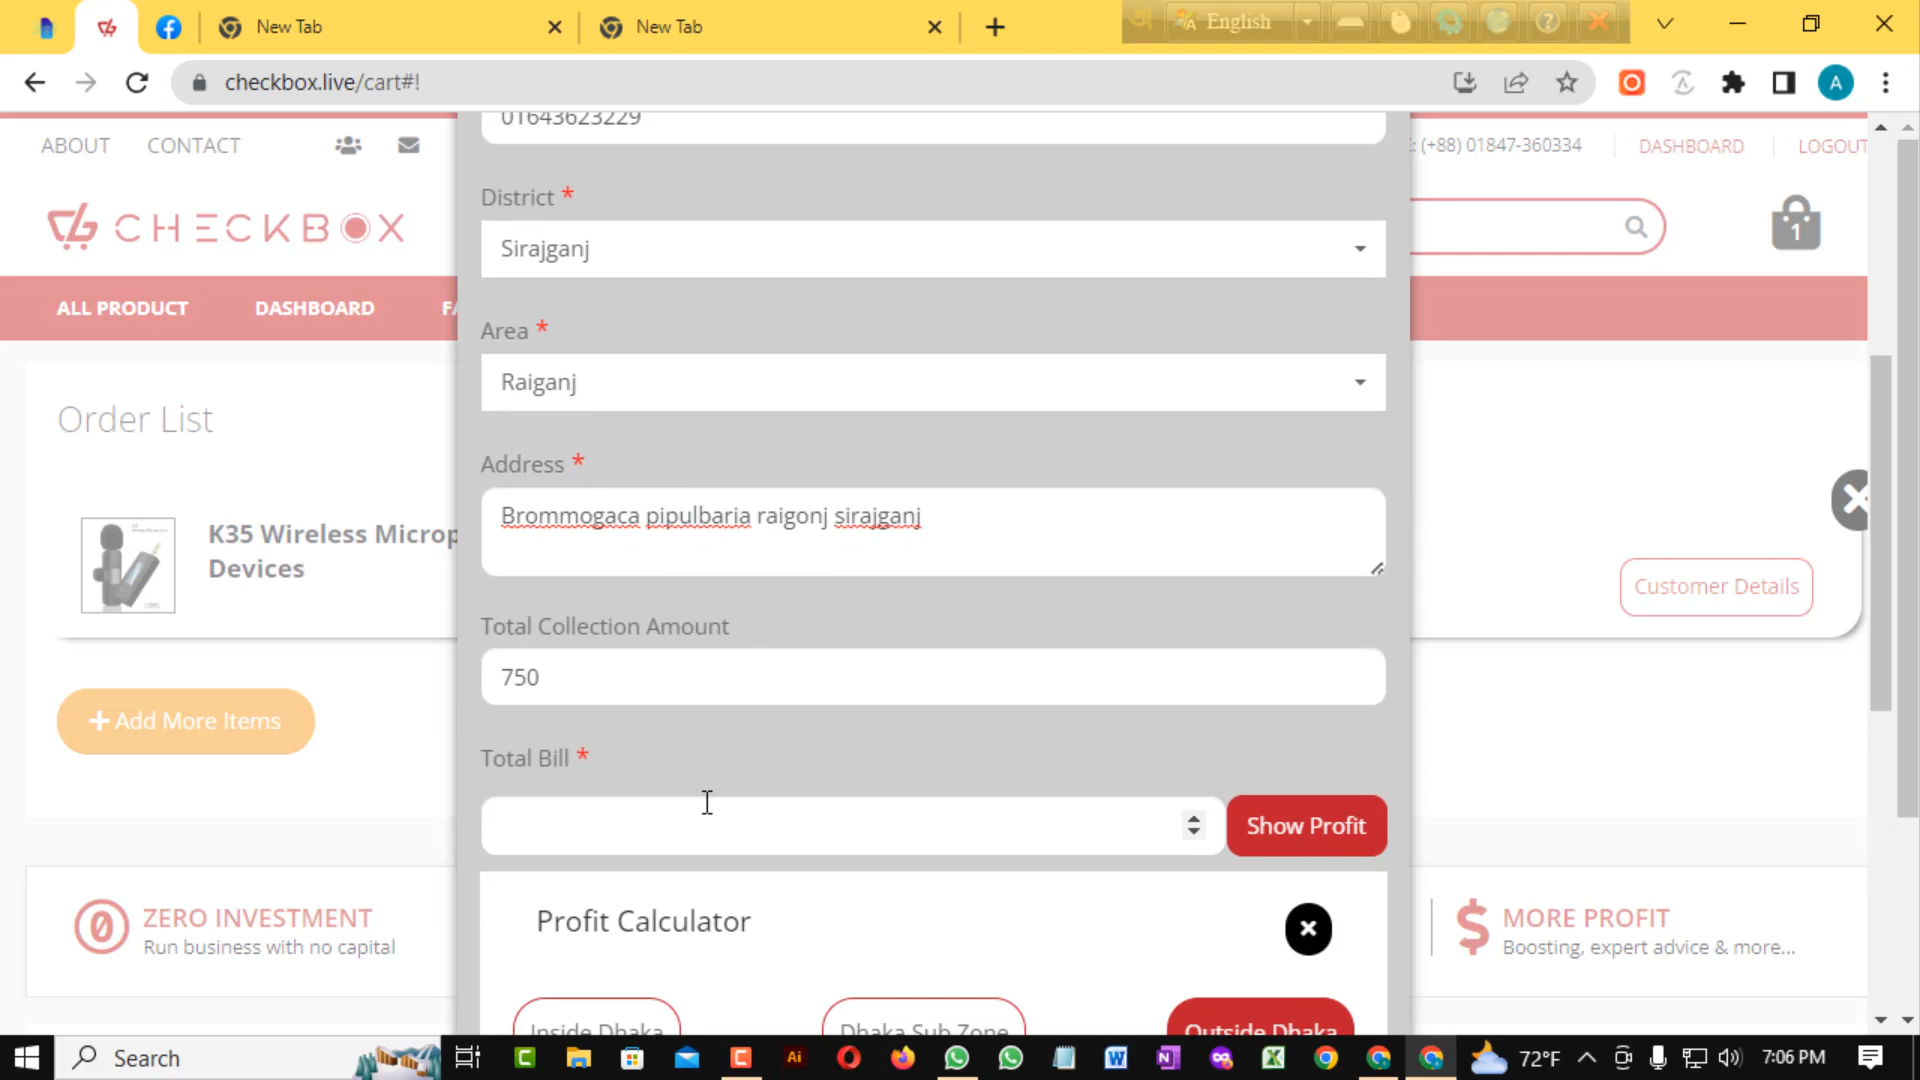 English
New Tab
New Tab
checkbox.live/cart#!
A
ABOUT
CONTACT
(+88) 01847-360334
DASHBOARD
LOGOUT
01643623229
CHECKBOX
1
District *
Sirajganj
ALL PRODUCT
DASHBOARD
Area *
Raiganj
Order List
Address *
Brommogaca pipulbaria raigonj sirajganj
K35 Wireless Microp
Devices
Customer Details
Total Collection Amount
750
+ Add More Items
Total Bill *
Show Profit
Profit Calculator
ZERO INVESTMENT
Run business with no capital
MORE PROFIT
Boosting, expert advice & more...
Inside Dhaka
Dhaka Sub Zone
Outside Dhaka
Search
72°F
7:06 PM